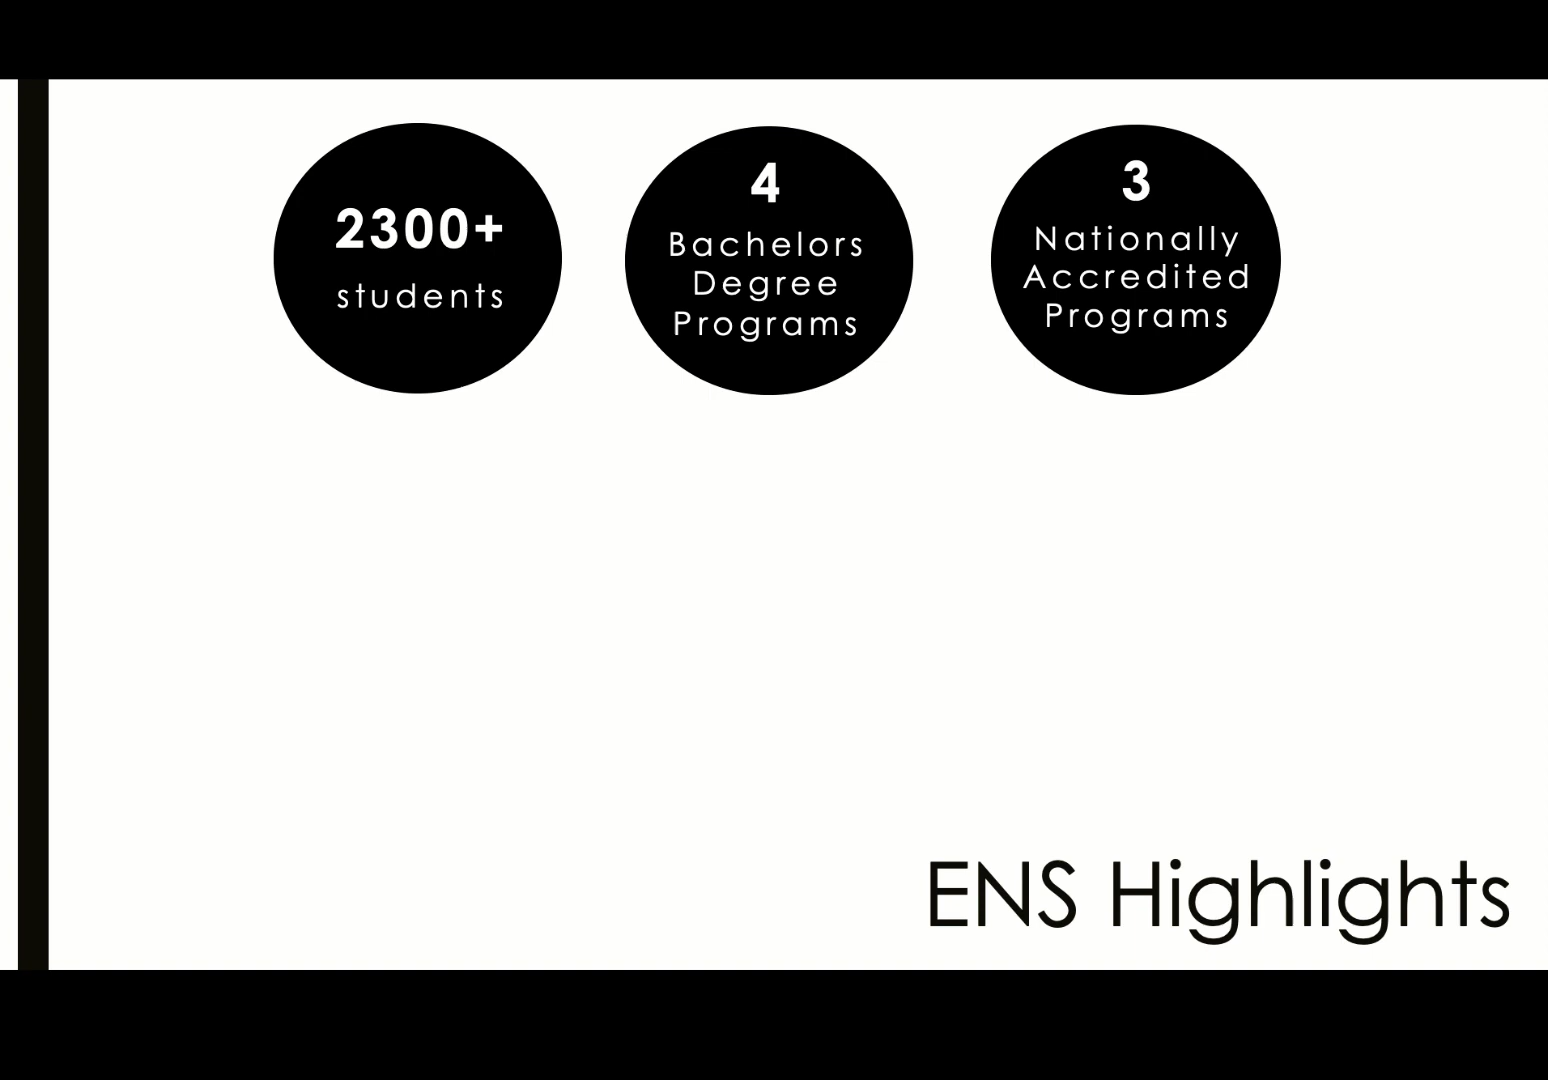 2300+
students
4
Bachelors
Degree
Programs
3
Nationally
Accredited
Programs
ENS Highlights